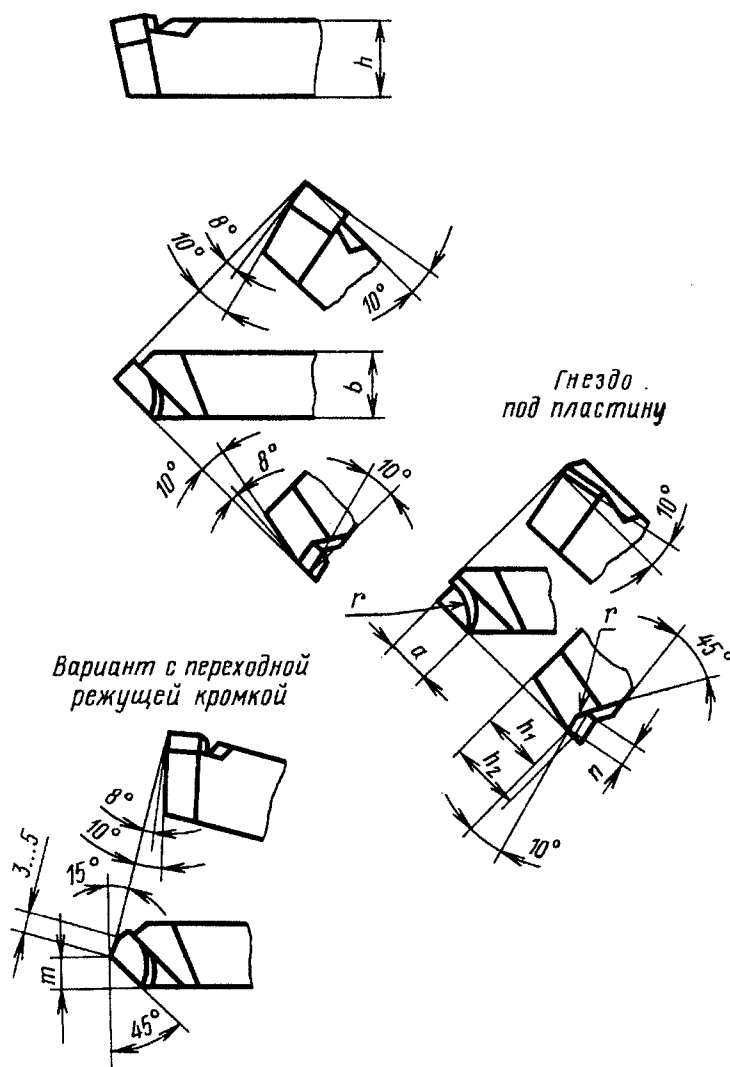 h
8°
10°
10°
b
Гнездо
под пластину
10°
8°
10°
10°
r
a
r
45°
h₁
h₂
n
10°
Вариант с переходной
режущей кромкой
8°
10°
15°
3...5
m
45°